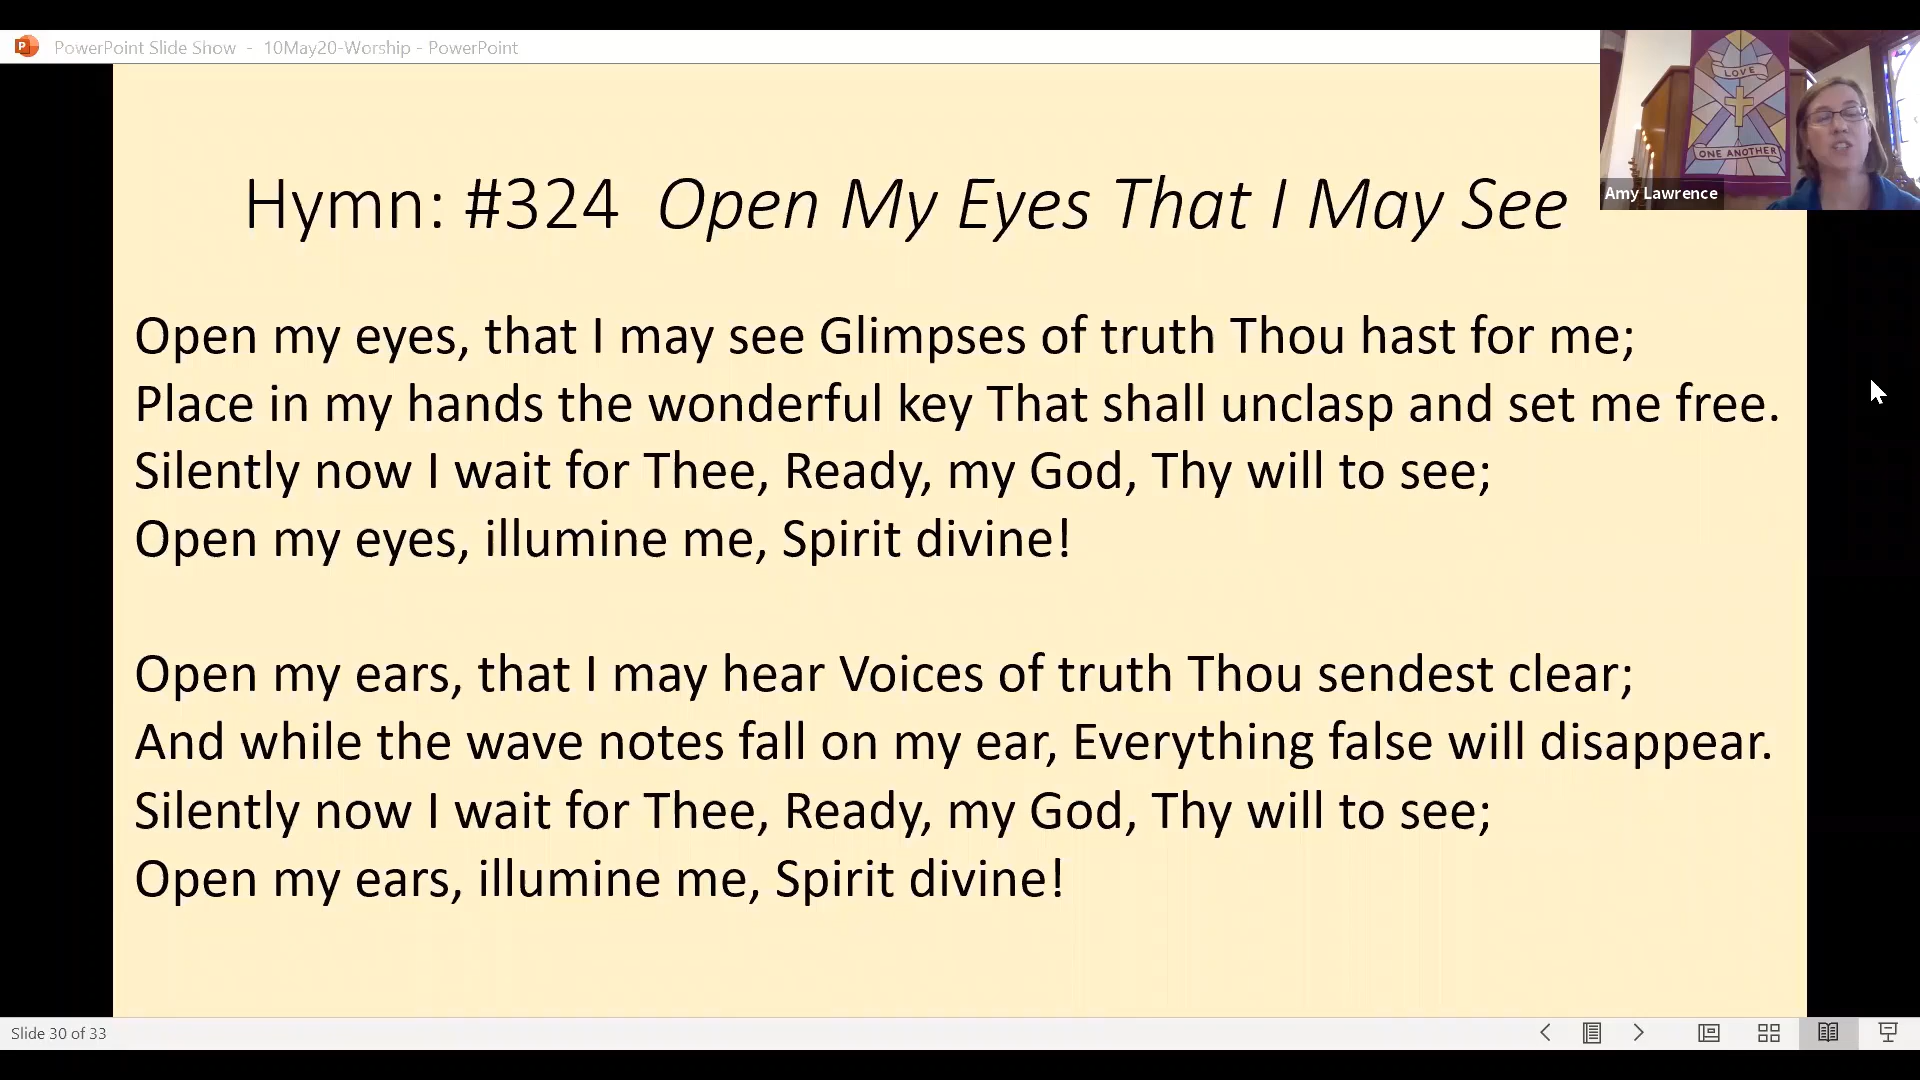 PowerPoint Slide Show - 10May20-Worship - PowerPoint
LOVE
ONE ANOTHER
Amy Lawrence
Hymn: #324 Open My Eyes That I May See
Open my eyes, that I may see Glimpses of truth Thou hast for me;
Place in my hands the wonderful key That shall unclasp and set me free.
Silently now I wait for Thee, Ready, my God, Thy will to see;
Open my eyes, illumine me, Spirit divine!
Open my ears, that I may hear Voices of truth Thou sendest clear;
And while the wave notes fall on my ear, Everything false will disappear.
Silently now I wait for Thee, Ready, my God, Thy will to see;
Open my ears, illumine me, Spirit divine!
Slide 30 of 33